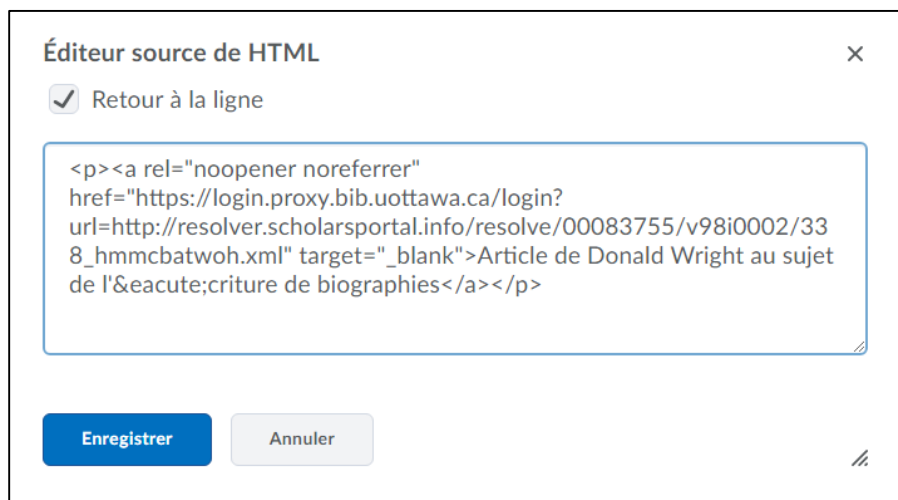 Éditeur source de HTML
Retour à la ligne
<p><a rel="noopener noreferrer"
href="https://login.proxy.bib.uottawa.ca/login?
url=http://resolver.scholarsportal.info/resolve/00083755/v98i0002/33
8_hmmcbatwoh.xml" target="_blank">Article de Donald Wright au sujet
de l'&eacute;criture de biographies</a></p>
Enregistrer
Annuler